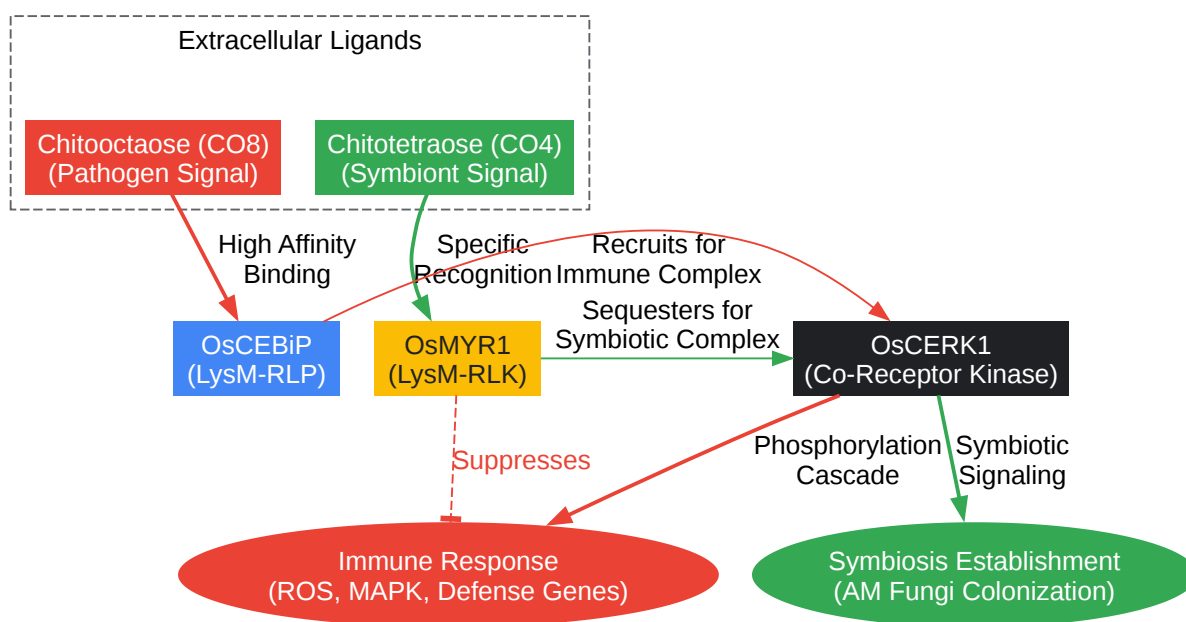 Extracellular Ligands
Chitooctaose (CO8)
(Pathogen Signal)
Chitotetraose (CO4)
(Symbiont Signal)
High Affinity
Binding
Specific
Recognition
Recruits for
Immune Complex
Sequesters for
Symbiotic Complex
OsCEBiP
(LysM-RLP)
OsMYR1
(LysM-RLK)
OsCERK1
(Co-Receptor Kinase)
Suppresses
Phosphorylation
Cascade
Symbiotic
Signaling
Immune Response
(ROS, MAPK, Defense Genes)
Symbiosis Establishment
(AM Fungi Colonization)